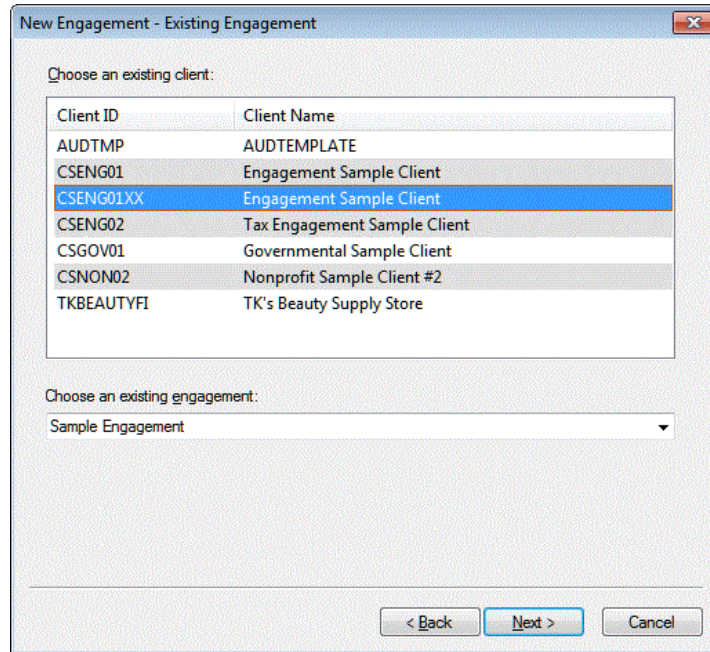 New Engagement - Existing Engagement
Choose an existing client:
Client ID Client Name
AUDTMP AUDTEMPLATE
CSENG01 Engagement Sample Client
CSENG01XX Engagement Sample Client
CSENG02 Tax Engagement Sample Client
CSGOV01 Governmental Sample Client
CSNON02 Nonprofit Sample Client #2
TKBEAUTYFI TK's Beauty Supply Store
Choose an existing engagement:
Sample Engagement
< Back Next > Cancel